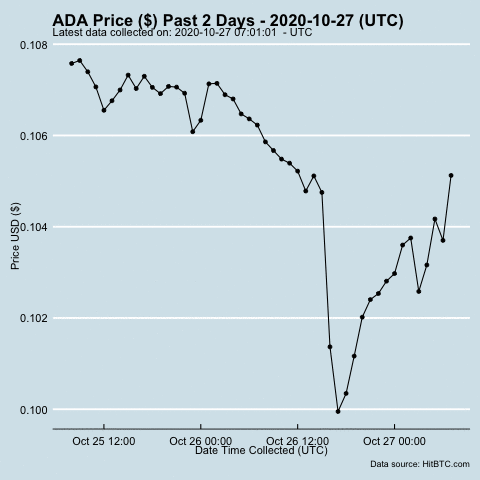 ADA Price ($) Past 2 Days - 2020-10-27 (UTC)
Latest data collected on: 2020-10-27 07:01:01  - UTC
0.108
0.106
0.104
0.102
0.100
Price USD ($)
Oct 25 12:00 Oct 26 00:00 Oct 26 12:00 Oct 27 00:00
Date Time Collected (UTC)
Data source: HitBTC.com